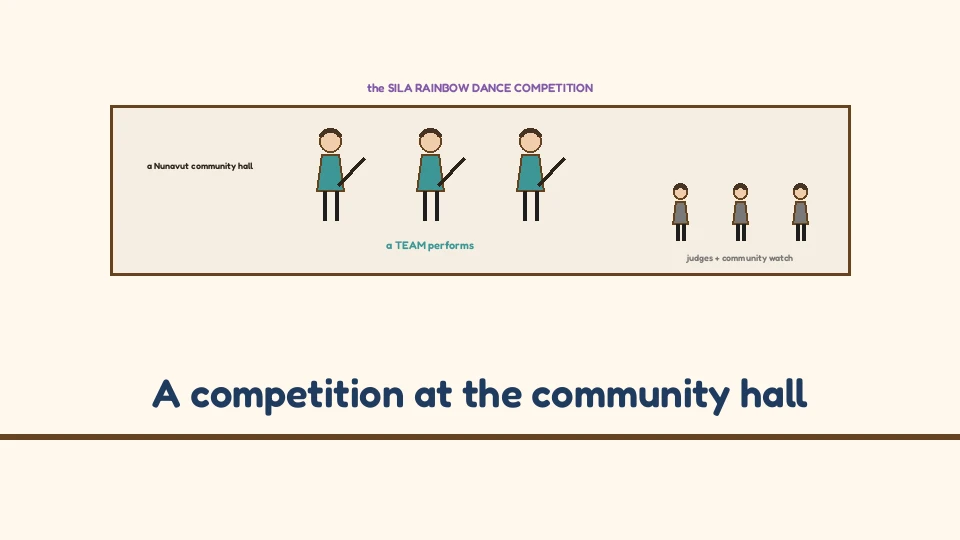 the SILA RAINBOW DANCE COMPETITION
a Nunavut community hall
a TEAM performs
judges + community watch
A competition at the community hall